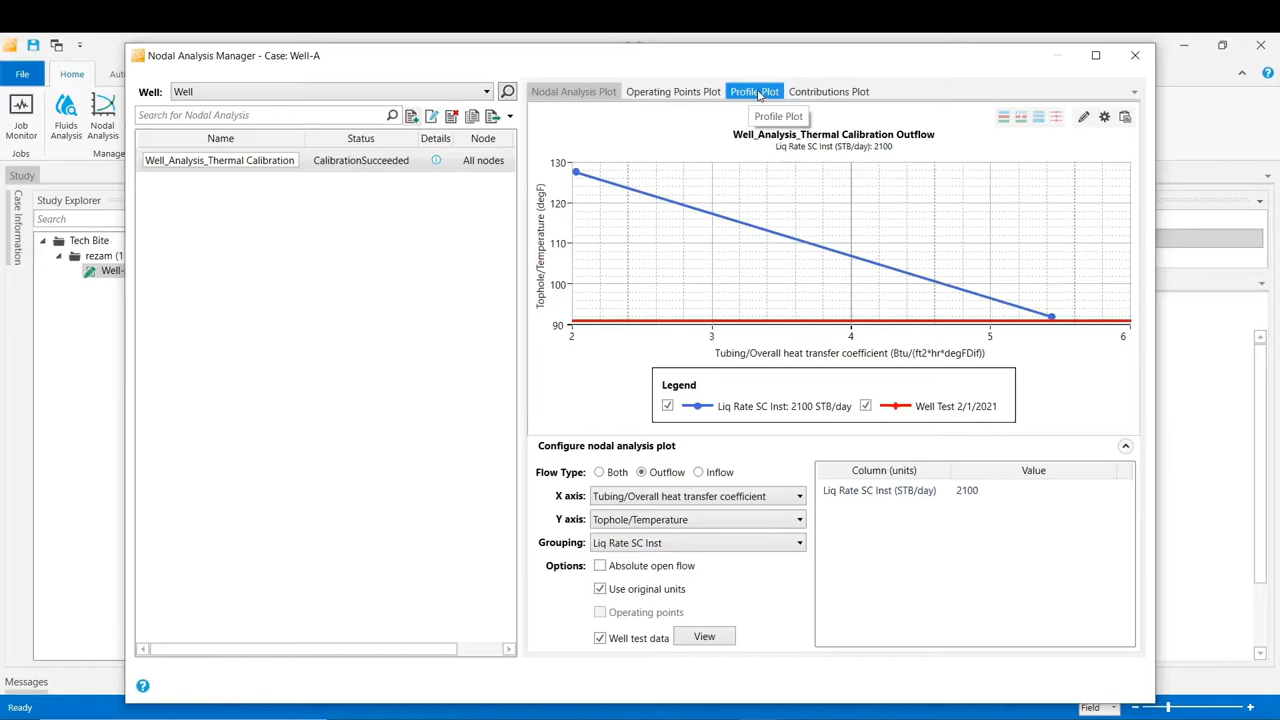 Nodal Analysis Manager - Case: Well-A
File
Home
Aut
Job Monitor
Fluids Analysis
Nodal Analysis
Jobs
Manage
Study
Case Information
Study Explorer
Search
Tech Bite
rezam (1
Well-
Messages
Ready
Field
Well: Well
Search for Nodal Analysis
Name Status Details Node
Well_Analysis_Thermal Calibration CalibrationSucceeded All nodes
Nodal Analysis Plot Operating Points Plot Profile Plot Contributions Plot
Profile Plot
Well_Analysis_Thermal Calibration Outflow
Liq Rate SC Inst (STB/day): 2100
Tophole/Temperature (degF)
130
120
110
100
90
2 3 4 5 6
Tubing/Overall heat transfer coefficient (Btu/(ft2*hr*degFDif))
Legend
Liq Rate SC Inst: 2100 STB/day Well Test 2/1/2021
Configure nodal analysis plot
Flow Type: Both Outflow Inflow
X axis: Tubing/Overall heat transfer coefficient
Y axis: Tophole/Temperature
Grouping: Liq Rate SC Inst
Options: Absolute open flow
Use original units
Operating points
Well test data View
Column (units) Value
Liq Rate SC Inst (STB/day) 2100